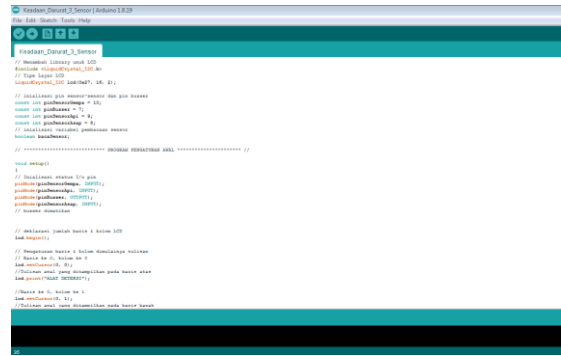 Keadaan_Darurat_3_Sensor | Arduino 1.8.19
File Edit Sketch Tools Help
Keadaan_Darurat_3_Sensor
// Menambah library untuk LCD
#include <LiquidCrystal_I2C.h>
// Tipe Layar LCD
LiquidCrystal_I2C lcd(0x27, 16, 2);
// inialisasi pin sensor-sensor dan pin buzzer
const int pinSensorGempa = 10;
const int pinBuzzer = 7;
const int pinSensorApi = 9;
const int pinSensorAsap = 8;
// inialisasi variabel pembacaan sensor
boolean bacaSensor;
// *************************** PROGRAM PENGATURAN AWAL ********************* //
void setup()
{
// Inialisasi status I/o pin
pinMode(pinSensorGempa, INPUT);
pinMode(pinSensorApi, INPUT);
pinMode(pinBuzzer, OUTPUT);
pinMode(pinSensorAsap, INPUT);
// buzzer dimatikan
// deklarasi jumlah baris & kolom LCD
lcd.begin();
// Pengaturan baris & kolom dimulainya tulisan
// Baris ke 0, kolom ke 0
lcd.setCursor(0, 0);
//Tulisan awal yang ditampilkan pada baris atas
lcd.print("ALAT DETEKSI");
//Baris ke 0, kolom ke 1
lcd.setCursor(0, 1);
//Tulisan awal yang ditampilkan pada baris bawah